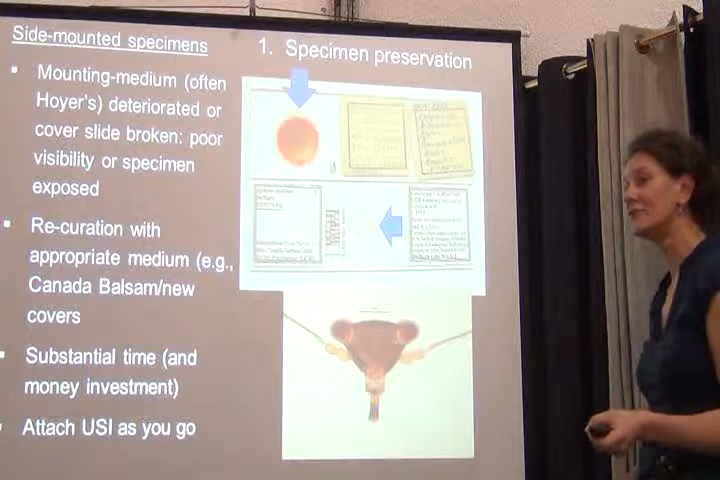 Side-mounted specimens
1. Specimen preservation
Mounting-medium (often
Hoyer's) deteriorated or
cover slide broken: poor
visibility or specimen
exposed
Re-curation with
appropriate medium (e.g.,
Canada Balsam/new
covers
Substantial time (and
money investment)
Attach USI as you go